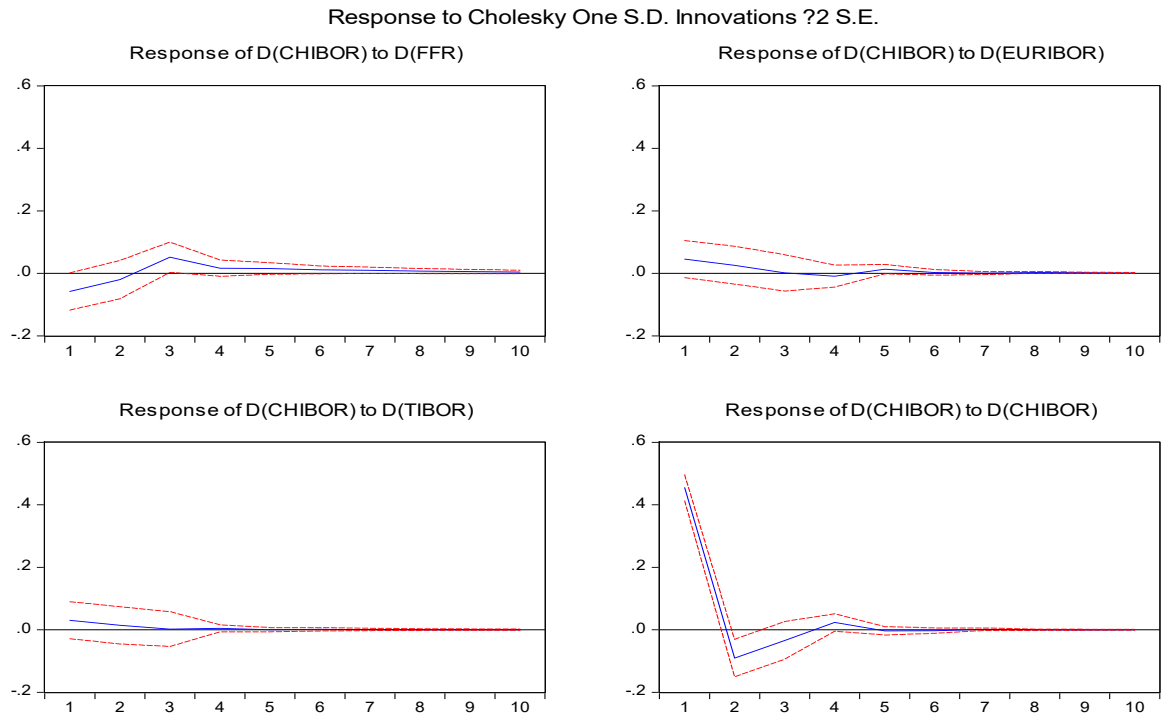 Response to Cholesky One S.D. Innovations ?2 S.E.
Response of D(CHIBOR) to D(FFR)
.6
.4
.2
.0
-.2
1 2 3 4 5 6 7 8 9 10
Response of D(CHIBOR) to D(EURIBOR)
.6
.4
.2
.0
-.2
1 2 3 4 5 6 7 8 9 10
Response of D(CHIBOR) to D(TIBOR)
.6
.4
.2
.0
-.2
1 2 3 4 5 6 7 8 9 10
Response of D(CHIBOR) to D(CHIBOR)
.6
.4
.2
.0
-.2
1 2 3 4 5 6 7 8 9 10